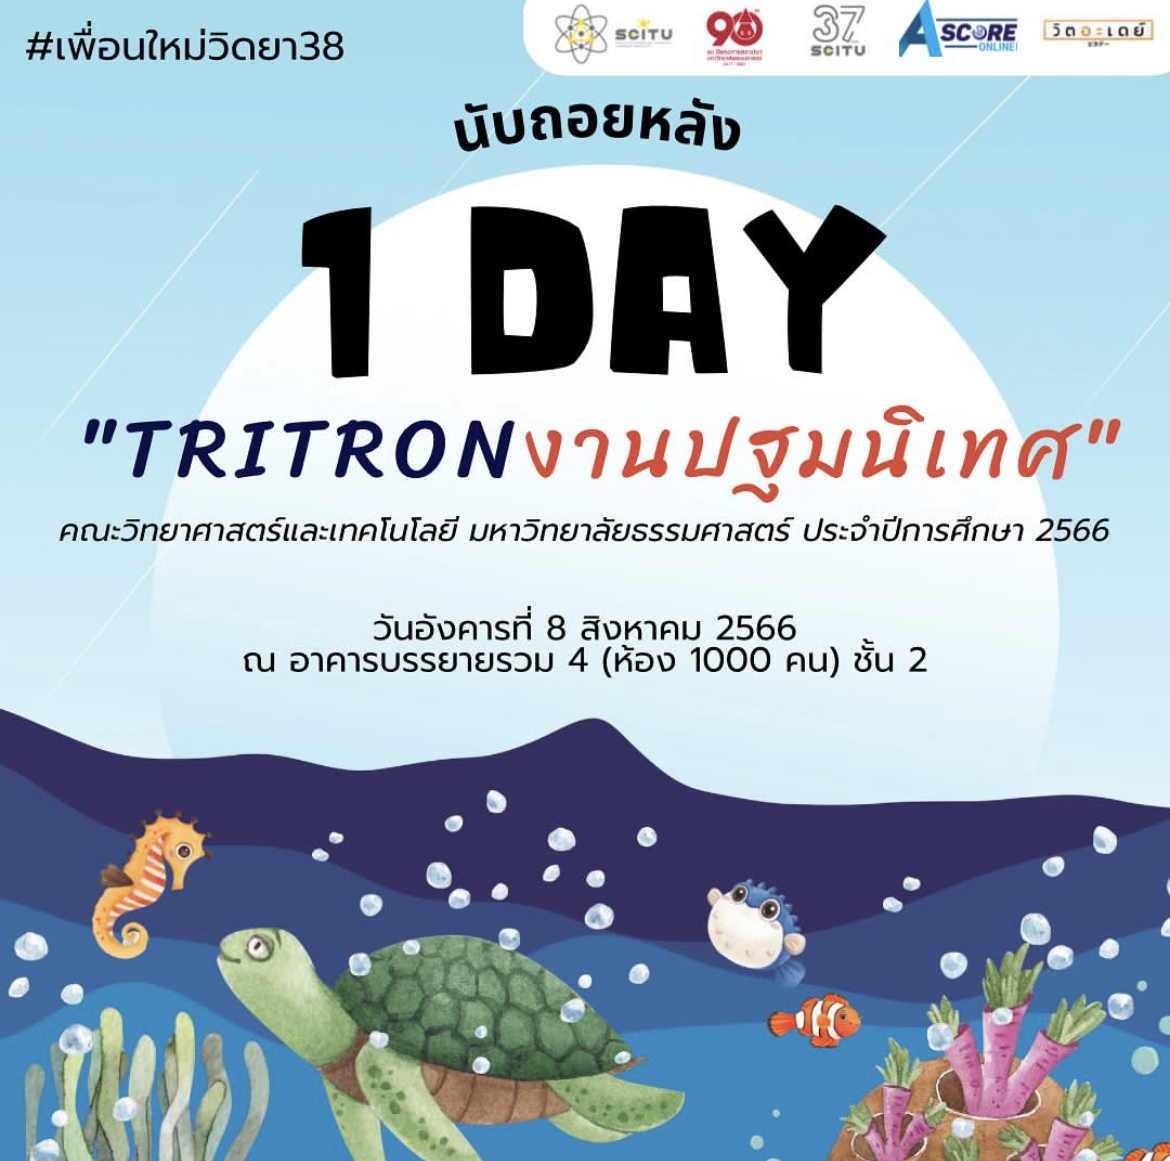 #เพื่อนใหม่วิดยา38
SCITU
90
37
SCITU
A SCORE
ONLINE!
วิตอะเดย์
นับถอยหลัง
1 DAY
"TRITRONงานปฐมนิเทศ"
คณะวิทยาศาสตร์และเทคโนโลยี มหาวิทยาลัยธรรมศาสตร์ ประจำปีการศึกษา 2566
วันอังคารที่ 8 สิงหาคม 2566
ณ อาคารบรรยายรวม 4 (ห้อง 1000 คน) ชั้น 2